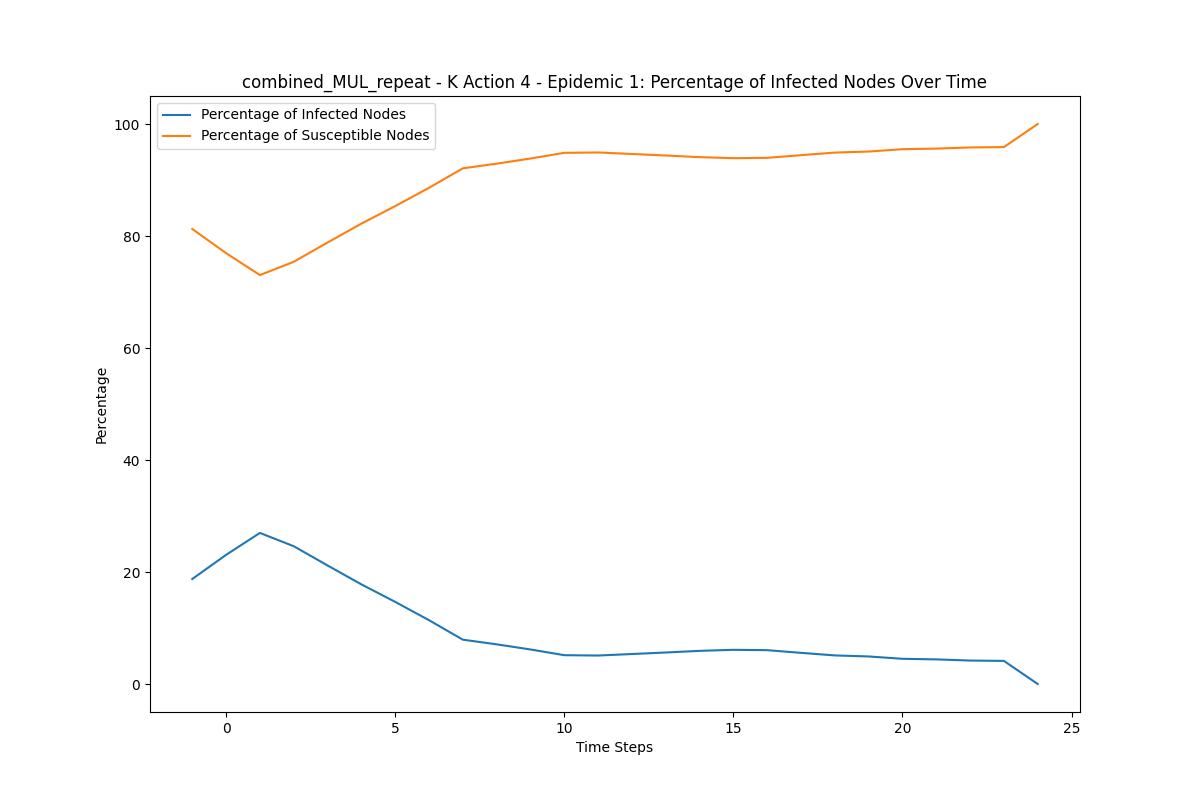 combined_MUL_repeat - K Action 4 - Epidemic 1: Percentage of Infected Nodes Over Time
Percentage of Infected Nodes
Percentage of Susceptible Nodes
100
80
60
40
20
0
Percentage
0 5 10 15 20 25
Time Steps